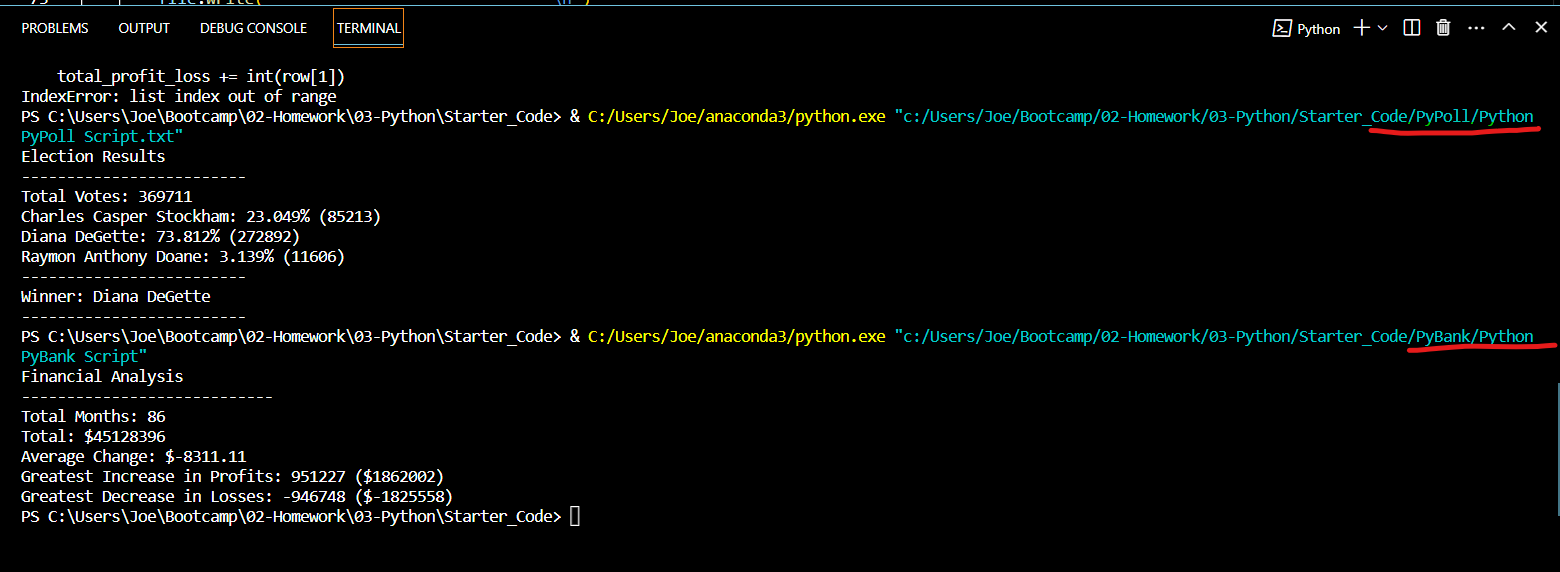 PROBLEMS OUTPUT DEBUG CONSOLE TERMINAL Python
total_profit_loss += int(row[1])
IndexError: list index out of range
PS C:\Users\Joe\Bootcamp\02-Homework\03-Python\Starter_Code> & C:/Users/Joe/anaconda3/python.exe "c:/Users/Joe/Bootcamp/02-Homework/03-Python/Starter_Code/PyPoll/Python
PyPoll Script.txt"
Election Results
-------------------------
Total Votes: 369711
Charles Casper Stockham: 23.049% (85213)
Diana DeGette: 73.812% (272892)
Raymon Anthony Doane: 3.139% (11606)
-------------------------
Winner: Diana DeGette
-------------------------
PS C:\Users\Joe\Bootcamp\02-Homework\03-Python\Starter_Code> & C:/Users/Joe/anaconda3/python.exe "c:/Users/Joe/Bootcamp/02-Homework/03-Python/Starter_Code/PyBank/Python
PyBank Script"
Financial Analysis
----------------------------
Total Months: 86
Total: $45128396
Average Change: $-8311.11
Greatest Increase in Profits: 951227 ($1862002)
Greatest Decrease in Losses: -946748 ($-1825558)
PS C:\Users\Joe\Bootcamp\02-Homework\03-Python\Starter_Code>